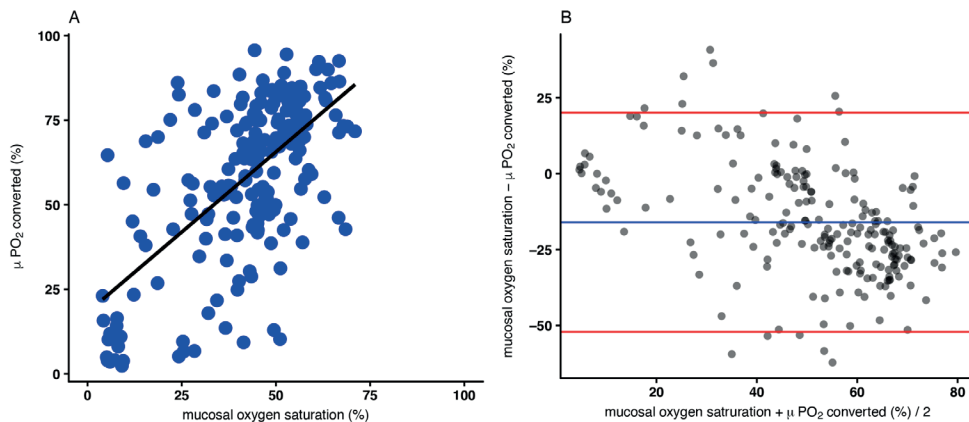 A
100
75
50
25
0
μ PO2 converted (%)
0 25 50 75 100
mucosal oxygen saturation (%)
B
25
0
−25
−50
mucosal oxygen saturation − μ PO2 converted (%)
20 40 60 80
mucosal oxygen satruration + μ PO2 converted (%) / 2